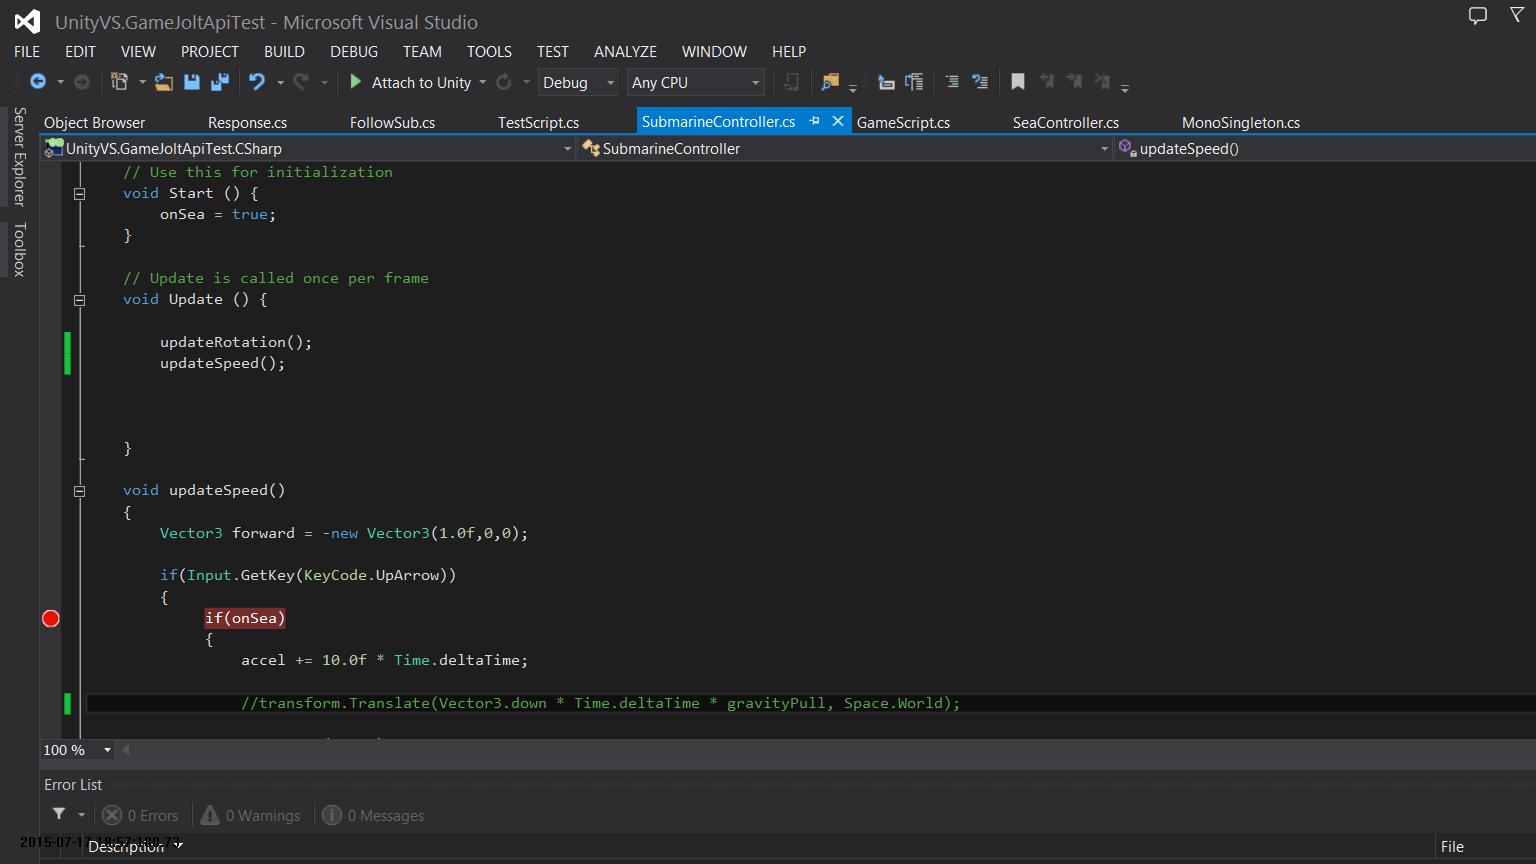 UnityVS.GameJoltApiTest - Microsoft Visual Studio
FILE EDIT VIEW PROJECT BUILD DEBUG TEAM TOOLS TEST ANALYZE WINDOW HELP
Attach to Unity Debug Any CPU
Server Explorer
Toolbox
Object Browser Response.cs FollowSub.cs TestScript.cs SubmarineController.cs GameScript.cs SeaController.cs MonoSingleton.cs
UnityVS.GameJoltApiTest.CSharp SubmarineController updateSpeed()
// Use this for initialization
void Start () {
onSea = true;
}
// Update is called once per frame
void Update () {
updateRotation();
updateSpeed();
}
void updateSpeed()
{
Vector3 forward = -new Vector3(1.0f,0,0);
if(Input.GetKey(KeyCode.UpArrow))
{
if(onSea)
{
accel += 10.0f * Time.deltaTime;
//transform.Translate(Vector3.down * Time.deltaTime * gravityPull, Space.World);
100 %
Error List
0 Errors 0 Warnings 0 Messages
Description File